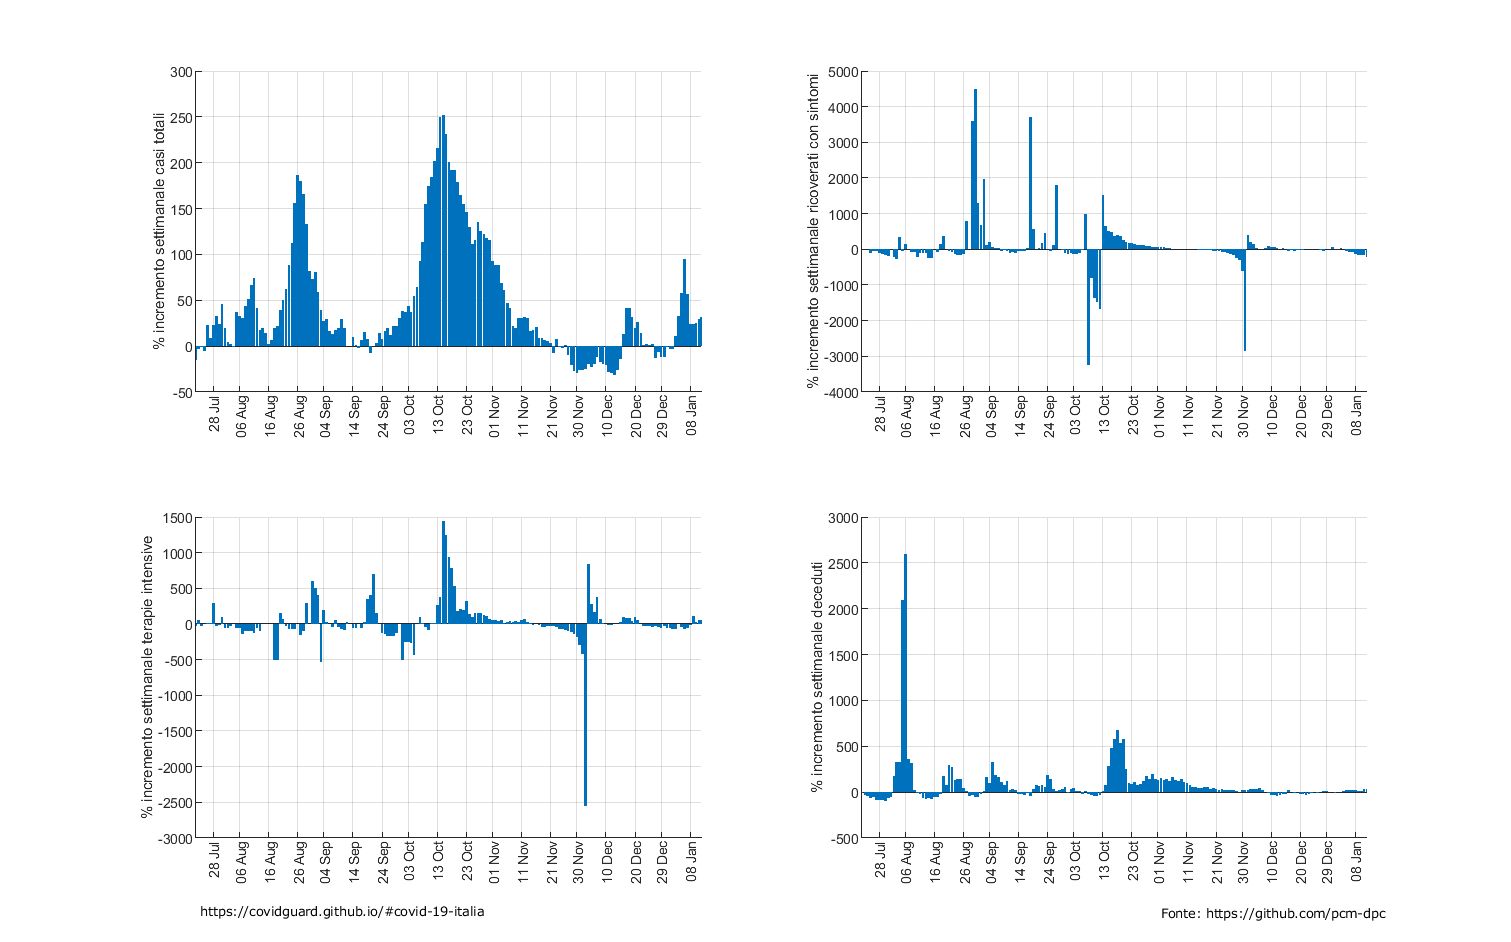 % incremento settimanale casi totali
300
250
200
150
100
50
0
-50
28 Jul
06 Aug
16 Aug
26 Aug
04 Sep
14 Sep
24 Sep
03 Oct
13 Oct
23 Oct
01 Nov
11 Nov
21 Nov
30 Nov
10 Dec
20 Dec
29 Dec
08 Jan
% incremento settimanale ricoverati con sintomi
5000
4000
3000
2000
1000
0
-1000
-2000
-3000
-4000
28 Jul
06 Aug
16 Aug
26 Aug
04 Sep
14 Sep
24 Sep
03 Oct
13 Oct
23 Oct
01 Nov
11 Nov
21 Nov
30 Nov
10 Dec
20 Dec
29 Dec
08 Jan
% incremento settimanale terapie intensive
1500
1000
500
0
-500
-1000
-1500
-2000
-2500
-3000
28 Jul
06 Aug
16 Aug
26 Aug
04 Sep
14 Sep
24 Sep
03 Oct
13 Oct
23 Oct
01 Nov
11 Nov
21 Nov
30 Nov
10 Dec
20 Dec
29 Dec
08 Jan
% incremento settimanale deceduti
3000
2500
2000
1500
1000
500
0
-500
28 Jul
06 Aug
16 Aug
26 Aug
04 Sep
14 Sep
24 Sep
03 Oct
13 Oct
23 Oct
01 Nov
11 Nov
21 Nov
30 Nov
10 Dec
20 Dec
29 Dec
08 Jan
https://covidguard.github.io/#covid-19-italia
Fonte: https://github.com/pcm-dpc